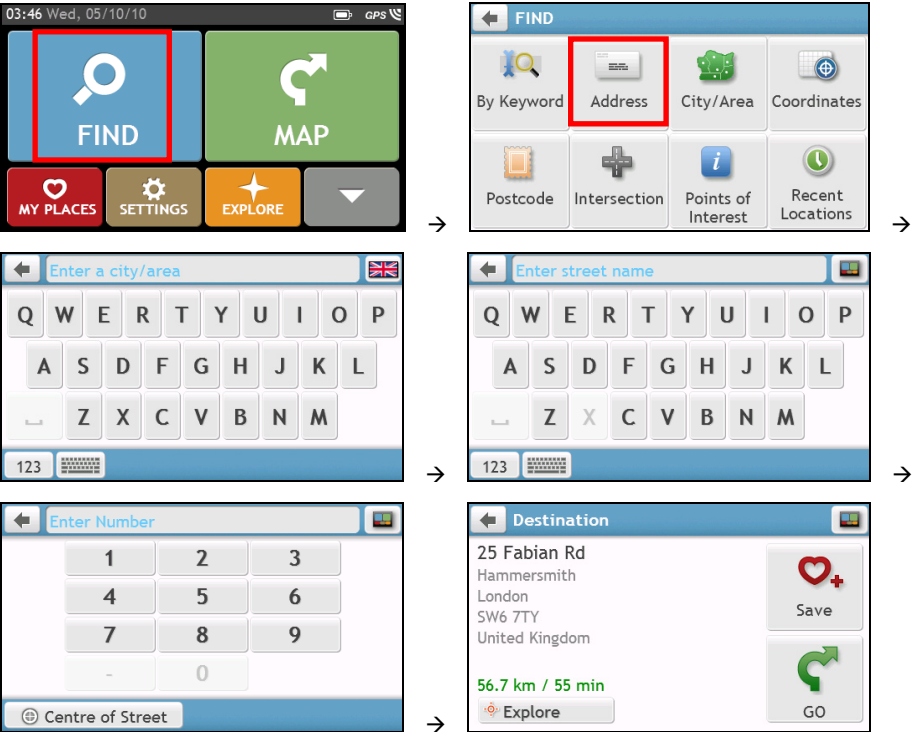 03:46 Wed, 05/10/10
GPS
FIND
MAP
MY PLACES
SETTINGS
EXPLORE
→
FIND
By Keyword
Address
City/Area
Coordinates
Postcode
Intersection
Points of
Interest
Recent
Locations
→
Enter a city/area
Q W E R T Y U I O P
A S D F G H J K L
Z X C V B N M
123
→
Enter street name
Q W E R T Y U I O P
A S D F G H J K L
Z X C V B N M
123
→
Enter Number
1 2 3
4 5 6
7 8 9
- 0
Centre of Street
→
Destination
25 Fabian Rd
Hammersmith
London
SW6 7TY
United Kingdom
56.7 km / 55 min
Explore
Save
GO